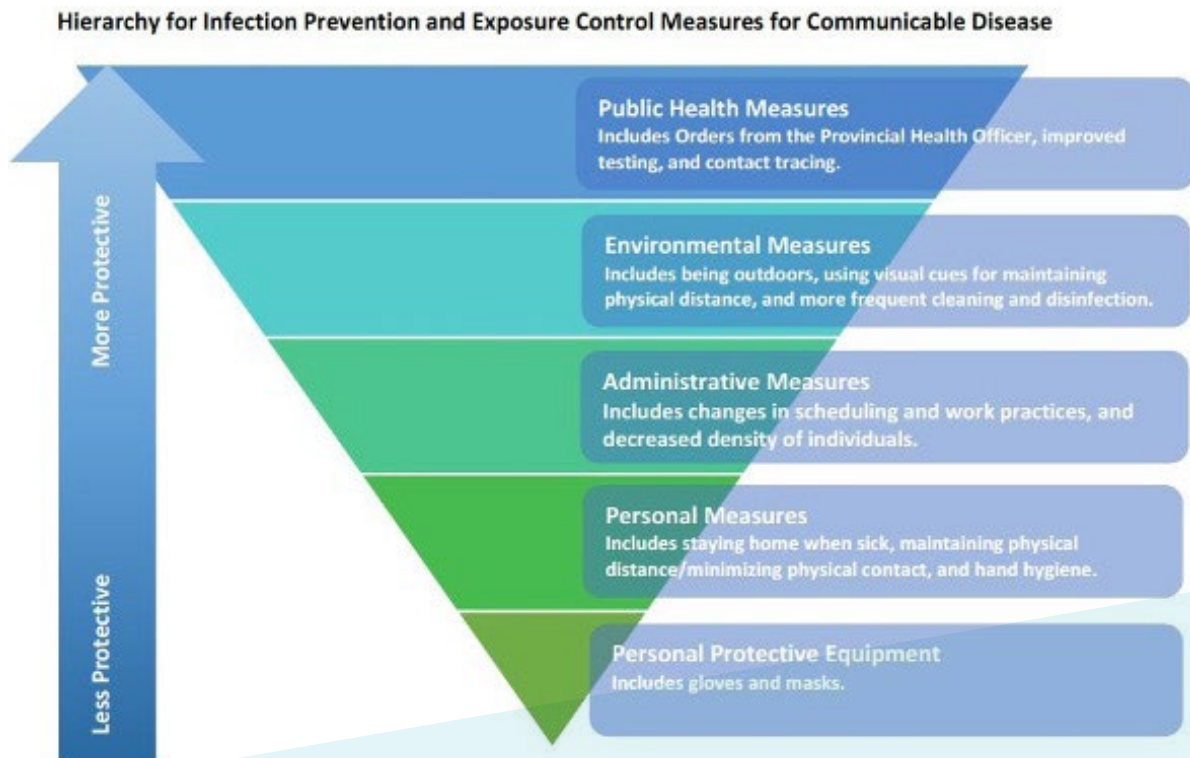 Hierarchy for Infection Prevention and Exposure Control Measures for Communicable Disease
More Protective
Less Protective
Public Health Measures
Includes Orders from the Provincial Health Officer, improved
testing, and contact tracing.
Environmental Measures
Includes being outdoors, using visual cues for maintaining
physical distance, and more frequent cleaning and disinfection.
Administrative Measures
Includes changes in scheduling and work practices, and
decreased density of individuals.
Personal Measures
Includes staying home when sick, maintaining physical
distance/minimizing physical contact, and hand hygiene.
Personal Protective Equipment
Includes gloves and masks.